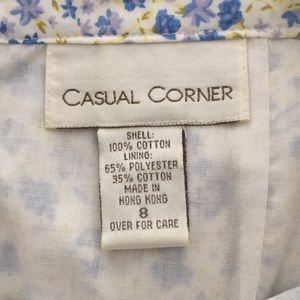 CASUAL CORNER
SHELL:
100% COTTON
LINING:
65% POLYESTER
35% COTTON
MADE IN
HONG KONG
8
OVER FOR CARE